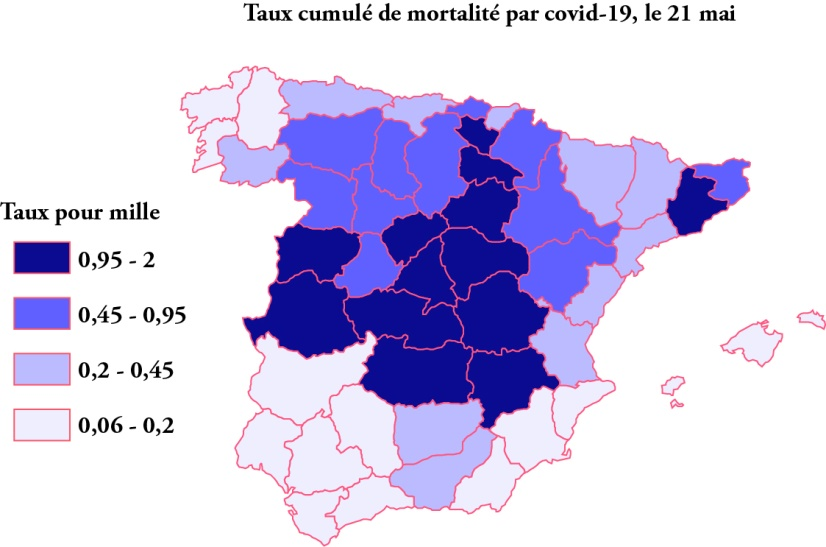 Taux cumulé de mortalité par covid-19, le 21 mai
Taux pour mille
0,95 - 2
0,45 - 0,95
0,2 - 0,45
0,06 - 0,2